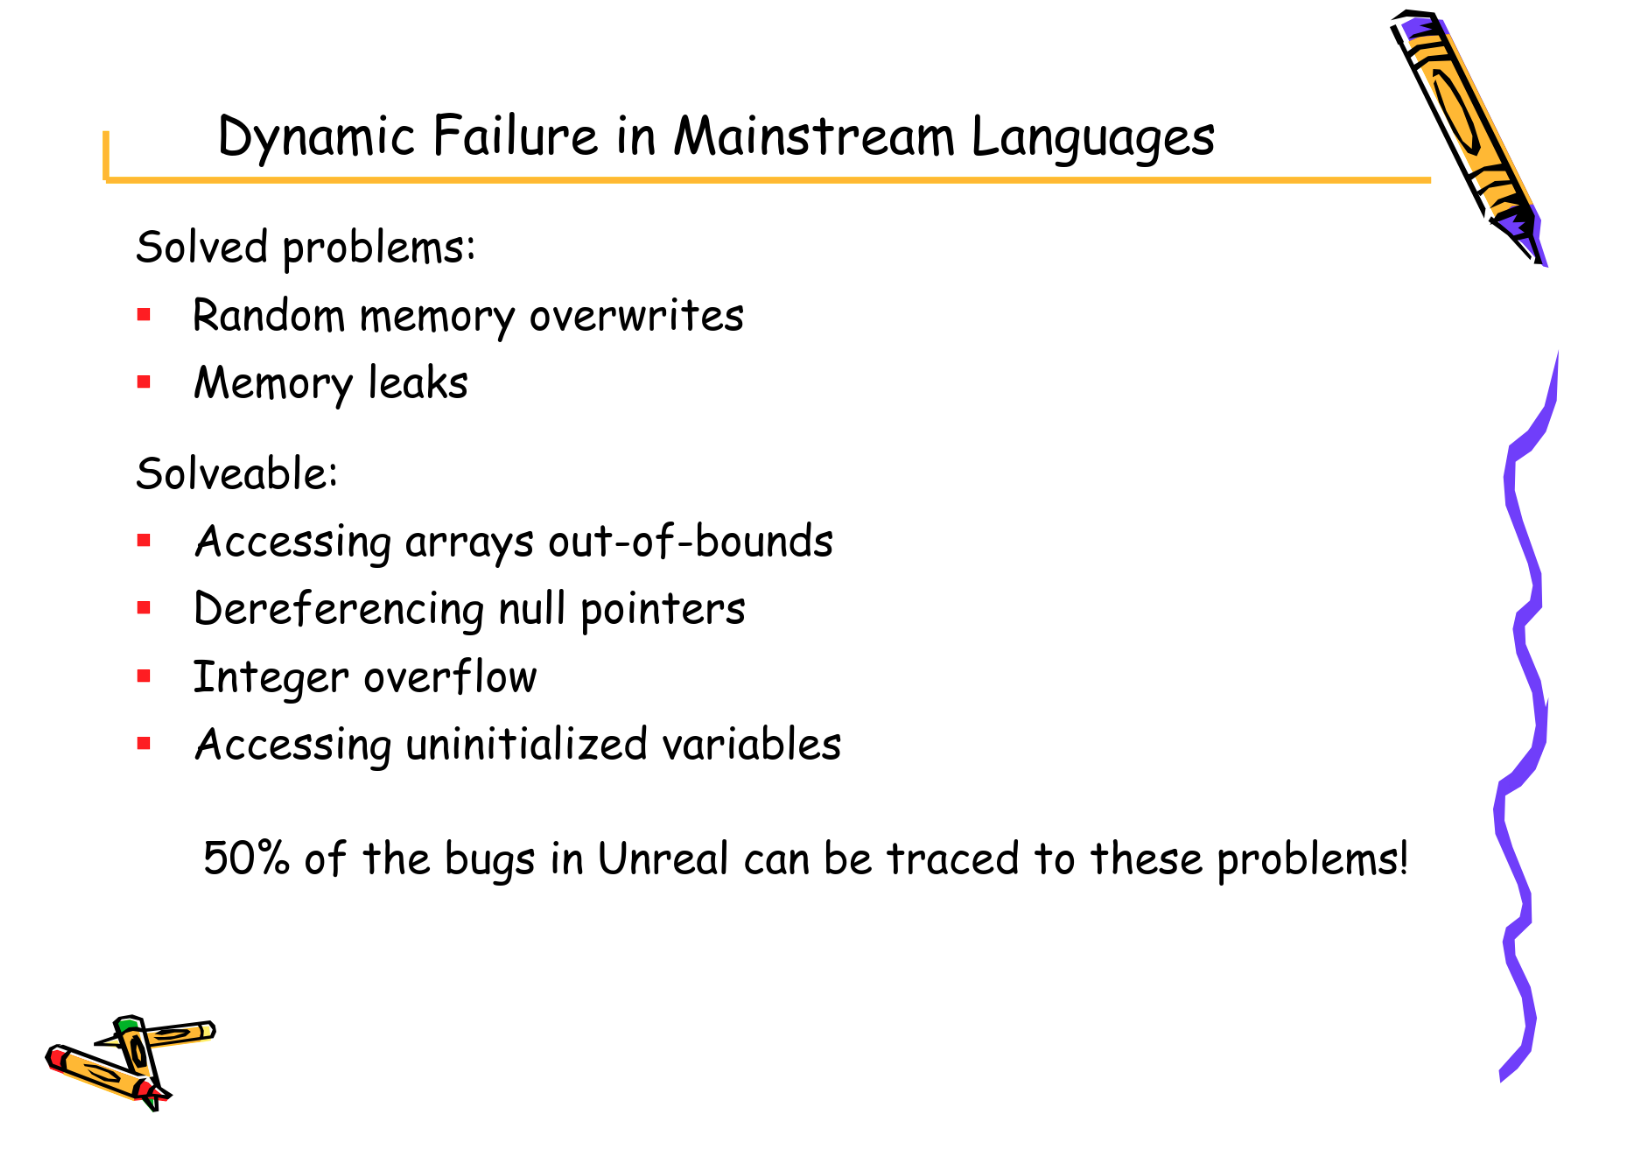 Dynamic Failure in Mainstream Languages
Solved problems:
▪ Random memory overwrites
▪ Memory leaks
Solveable:
▪ Accessing arrays out-of-bounds
▪ Dereferencing null pointers
▪ Integer overflow
▪ Accessing uninitialized variables
50% of the bugs in Unreal can be traced to these problems!